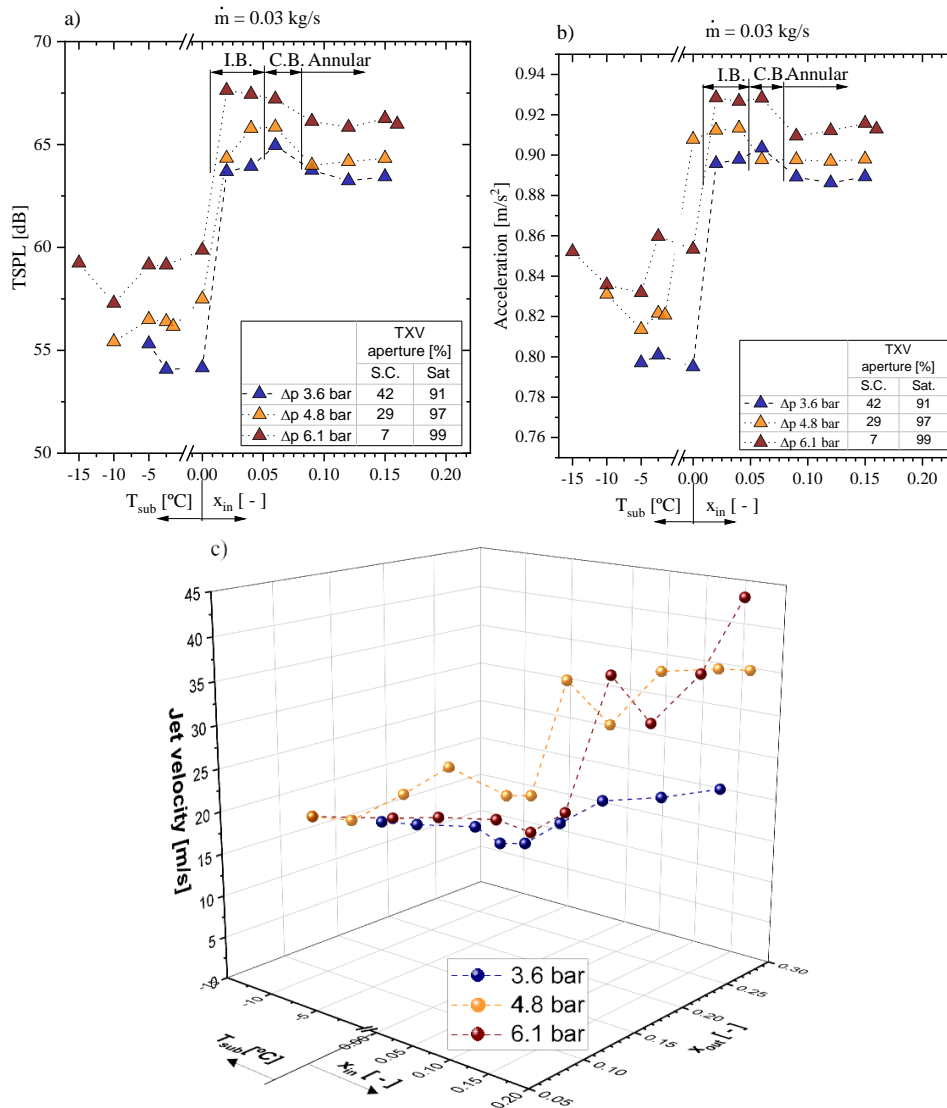 a)
ṁ = 0.03 kg/s
I.B. C.B. Annular
70
65
60
55
50
TSPL [dB]
TXV
aperture [%]
S.C. Sat
Δp 3.6 bar 42 91
Δp 4.8 bar 29 97
Δp 6.1 bar 7 99
-15 -10 -5 0.00 0.05 0.10 0.15 0.20
T_sub [ºC] x_in [ - ]
b)
ṁ = 0.03 kg/s
I.B. C.B. Annular
0.94
0.92
0.90
0.88
0.86
0.84
0.82
0.80
0.78
0.76
Acceleration [m/s²]
TXV
aperture [%]
S.C. Sat.
Δp 3.6 bar 42 91
Δp 4.8 bar 29 97
Δp 6.1 bar 7 99
-15 -10 -5 0.00 0.05 0.10 0.15 0.20
T_sub [ºC] x_in [ - ]
c)
45
40
35
30
25
20
15
10
5
0
Jet velocity [m/s]
3.6 bar
4.8 bar
6.1 bar
-10 -5 0.00 0.05 0.10 0.15 0.20
T_sub [ºC] x_in [-]
0.05 0.10 0.15 0.20 0.25 0.30
x_out [-]